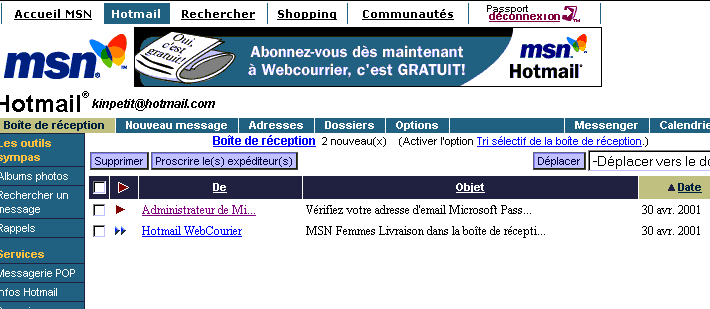 Accueil MSN Hotmail Rechercher Shopping Communautés Passport
déconnexion
msn Oui, c'est gratuit! Abonnez-vous dès maintenant à Webcourrier, c'est GRATUIT! msn Hotmail
Hotmail® kinpetit@hotmail.com
Boîte de réception Nouveau message Adresses Dossiers Options Messenger Calendrie
Les outils sympas
Boîte de réception 2 nouveau(x) (Activer l'option Tri sélectif de la boîte de réception.)
Supprimer Proscrire le(s) expéditeur(s) Déplacer -Déplacer vers le do
Albums photos
De Objet Date
Rechercher un message
Administrateur de Mi... Vérifiez votre adresse d'email Microsoft Pass... 30 avr. 2001
Rappels
Hotmail WebCourier MSN Femmes Livraison dans la boîte de récepti... 30 avr. 2001
Services
Messagerie POP
Infos Hotmail